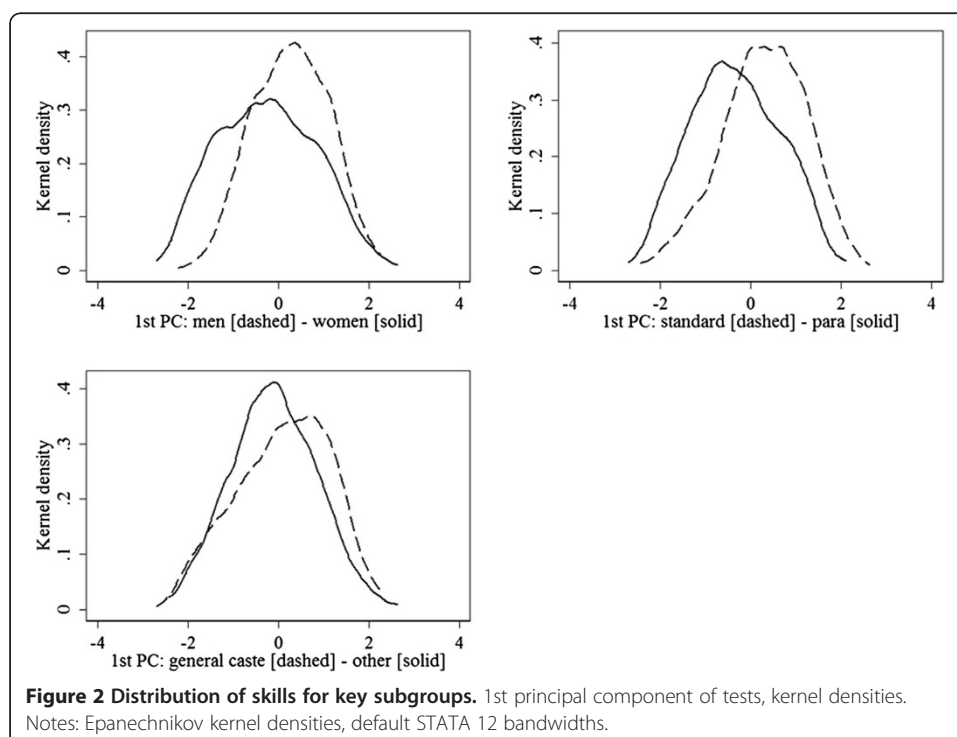 .4
.3
.2
.1
0
Kernel density
-4 -2 0 2 4
1st PC: men [dashed] - women [solid]
.4
.3
.2
.1
0
Kernel density
-4 -2 0 2 4
1st PC: standard [dashed] - para [solid]
.4
.3
.2
.1
0
Kernel density
-4 -2 0 2 4
1st PC: general caste [dashed] - other [solid]
Figure 2 Distribution of skills for key subgroups. 1st principal component of tests, kernel densities.
Notes: Epanechnikov kernel densities, default STATA 12 bandwidths.